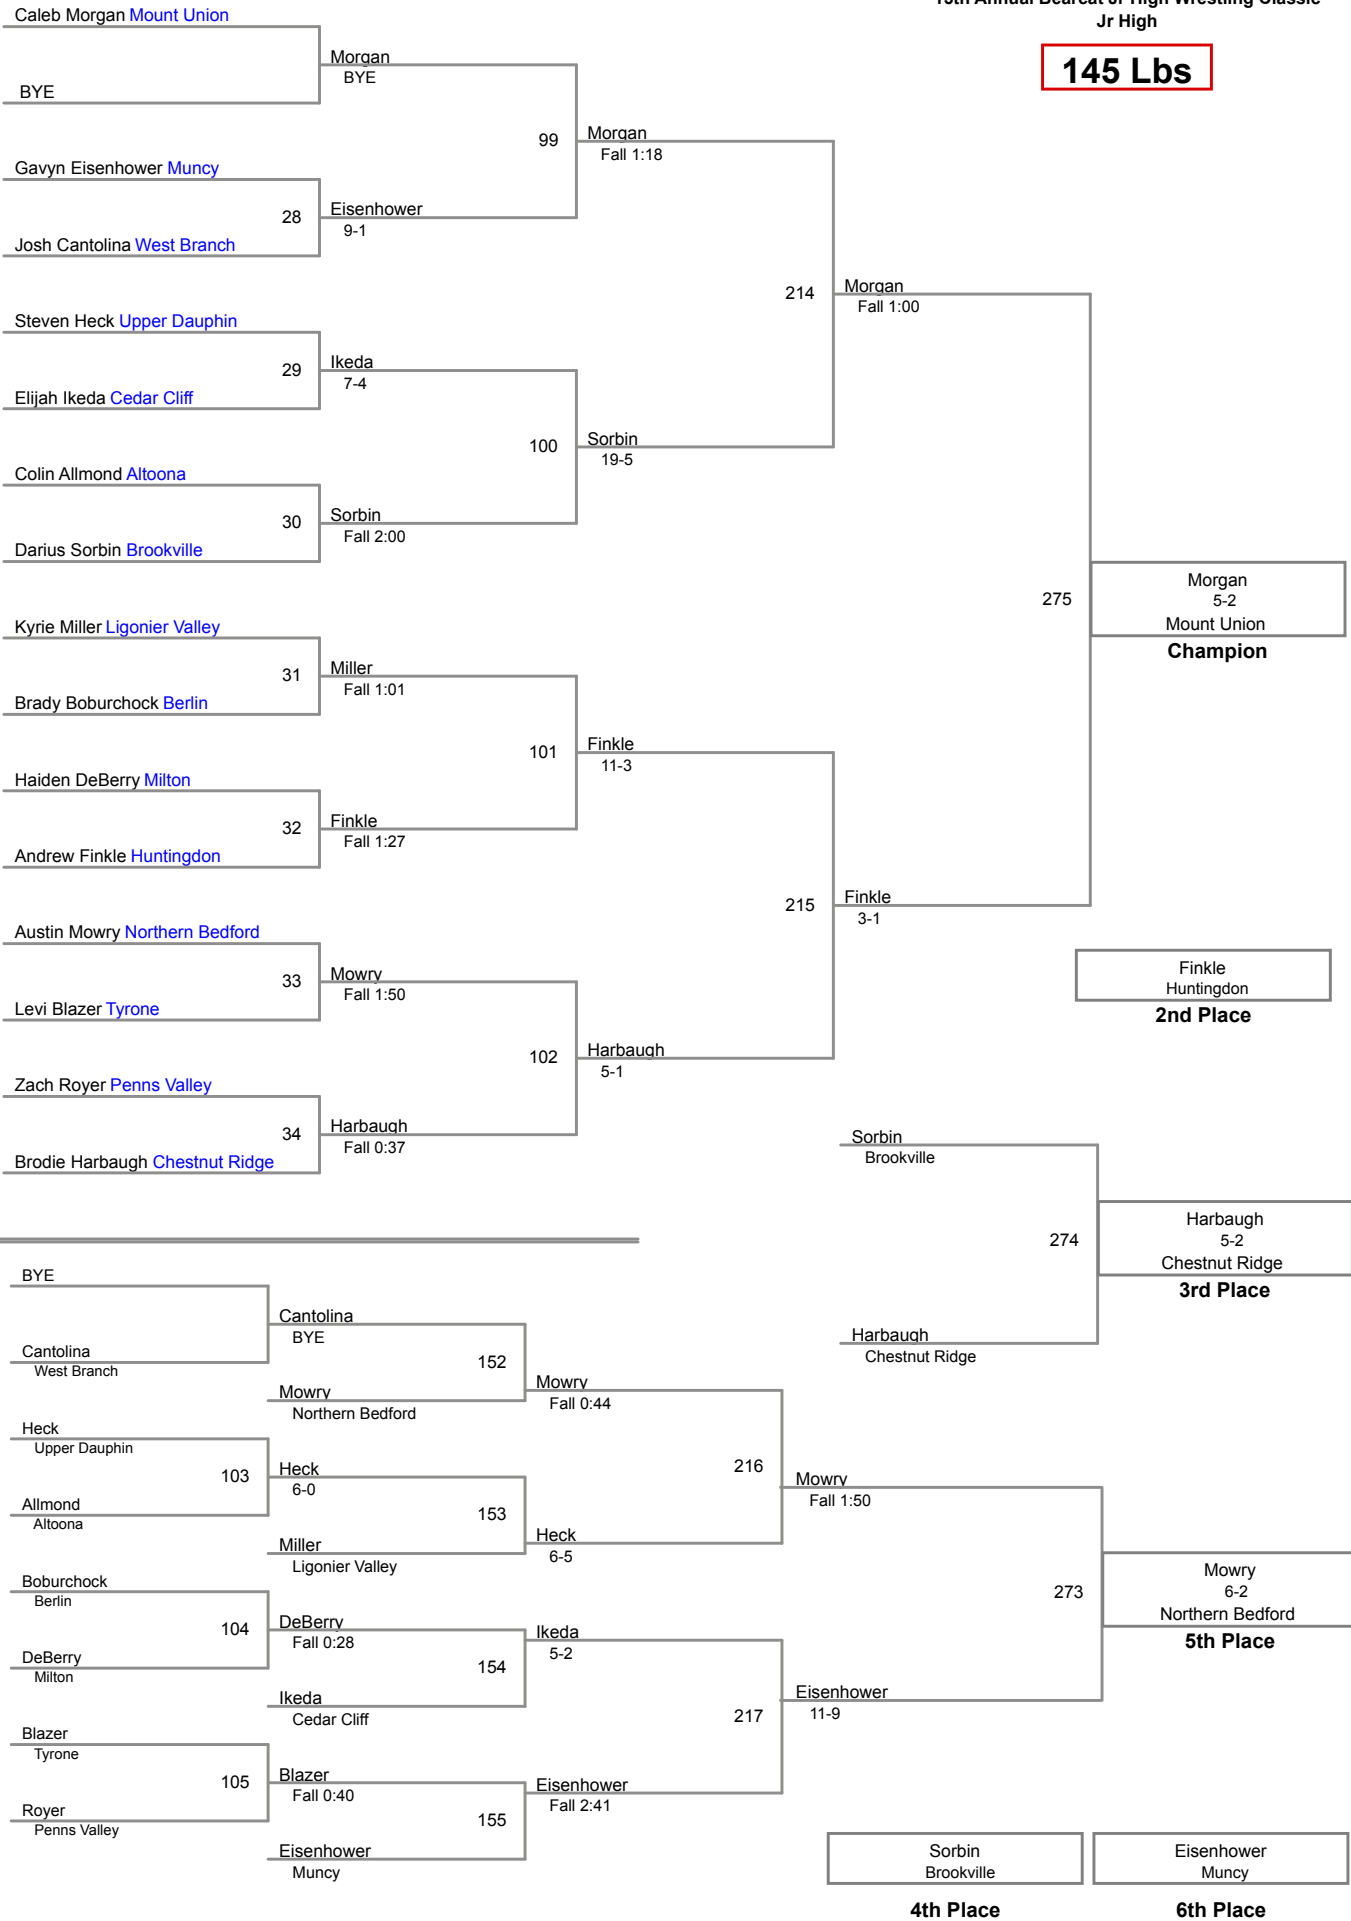 15th Annual Bearcat Jr High Wrestling Classic
Jr High
145 Lbs
Caleb Morgan Mount Union
BYE
Morgan
BYE
Gavyn Eisenhower Muncy
28
Josh Cantolina West Branch
Eisenhower
9-1
99
Morgan
Fall 1:18
Steven Heck Upper Dauphin
29
Elijah Ikeda Cedar Cliff
Ikeda
7-4
Colin Allmond Altoona
30
Darius Sorbin Brookville
Sorbin
Fall 2:00
100
Sorbin
19-5
214
Morgan
Fall 1:00
Kyrie Miller Ligonier Valley
31
Brady Boburchock Berlin
Miller
Fall 1:01
Haiden DeBerry Milton
32
Andrew Finkle Huntingdon
Finkle
Fall 1:27
101
Finkle
11-3
Austin Mowry Northern Bedford
33
Levi Blazer Tyrone
Mowry
Fall 1:50
Zach Royer Penns Valley
34
Brodie Harbaugh Chestnut Ridge
Harbaugh
Fall 0:37
102
Harbaugh
5-1
215
Finkle
3-1
275
Morgan
5-2
Mount Union
Champion
Finkle
Huntingdon
2nd Place
Sorbin
Brookville
274
Harbaugh
Chestnut Ridge
Harbaugh
5-2
Chestnut Ridge
3rd Place
BYE
Cantolina
West Branch
Cantolina
BYE
152
Mowry
Northern Bedford
Mowry
Fall 0:44
Heck
Upper Dauphin
103
Allmond
Altoona
Heck
6-0
153
Miller
Ligonier Valley
Heck
6-5
216
Mowry
Fall 1:50
Boburchock
Berlin
104
DeBerry
Milton
DeBerry
Fall 0:28
154
Ikeda
Cedar Cliff
Ikeda
5-2
Blazer
Tyrone
105
Royer
Penns Valley
Blazer
Fall 0:40
155
Eisenhower
Muncy
Eisenhower
Fall 2:41
217
Eisenhower
11-9
273
Mowry
6-2
Northern Bedford
5th Place
Sorbin
Brookville
4th Place
Eisenhower
Muncy
6th Place